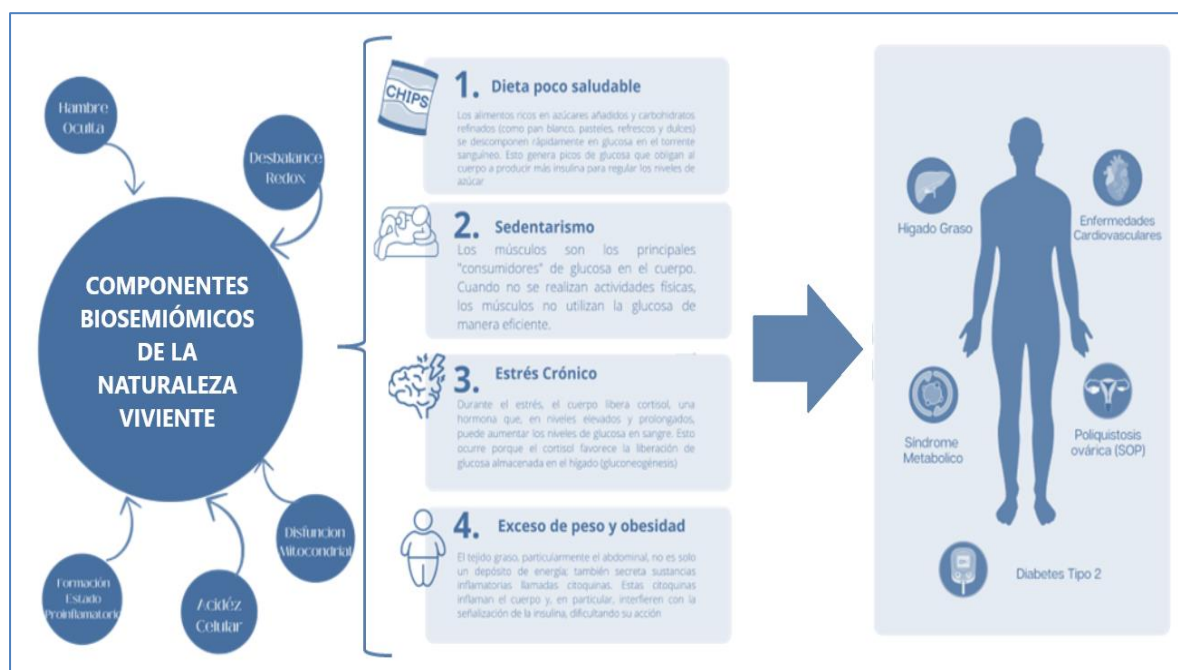 Hambre
Oculta
Desbalance
Redox
COMPONENTES
BIOSEMIÓMICOS
DE LA
NATURALEZA
VIVIENTE
Disfuncion
Mitocondrial
Acidéz
Celular
Formación
Estado
Proinflamatorio
CHIPS
1. Dieta poco saludable
Los alimentos ricos en azúcares añadidos y carbohidratos
refinados (como pan blanco, pasteles, refrescos y dulces)
se descomponen rápidamente en glucosa en el torrente
sanguíneo. Esto genera picos de glucosa que obligan al
cuerpo a producir más insulina para regular los niveles de
azúcar
2. Sedentarismo
Los músculos son los principales
"consumidores" de glucosa en el cuerpo.
Cuando no se realizan actividades físicas,
los músculos no utilizan la glucosa de
manera eficiente.
3. Estrés Crónico
Durante el estrés, el cuerpo libera cortisol, una
hormona que, en niveles elevados y prolongados,
puede aumentar los niveles de glucosa en sangre. Esto
ocurre porque el cortisol favorece la liberación de
glucosa almacenada en el hígado (gluconeogénesis)
4. Exceso de peso y obesidad
El tejido graso, particularmente el abdominal, no es solo
un depósito de energía; también secreta sustancias
inflamatorias llamadas citoquinas. Estas citoquinas
inflaman el cuerpo y, en particular, interfieren con la
señalización de la insulina, dificultando su acción
Hígado Graso
Enfermedades
Cardiovasculares
Síndrome
Metabolico
Poliquistosis
ovárica (SOP)
Diabetes Tipo 2